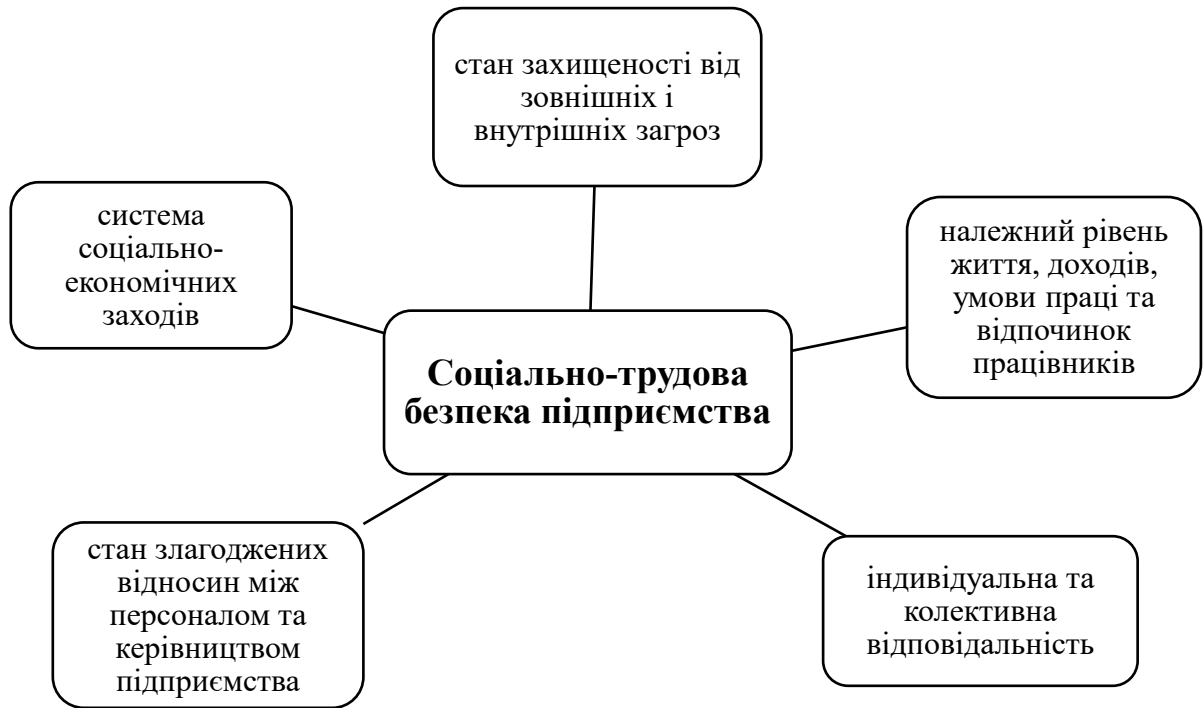 стан захищеності від
зовнішніх і
внутрішніх загроз
система
соціально-
економічних
заходів
належний рівень
життя, доходів,
умови праці та
відпочинок
працівників
Соціально-трудова
безпека підприємства
стан злагоджених
відносин між
персоналом та
керівництвом
підприємства
індивідуальна та
колективна
відповідальність